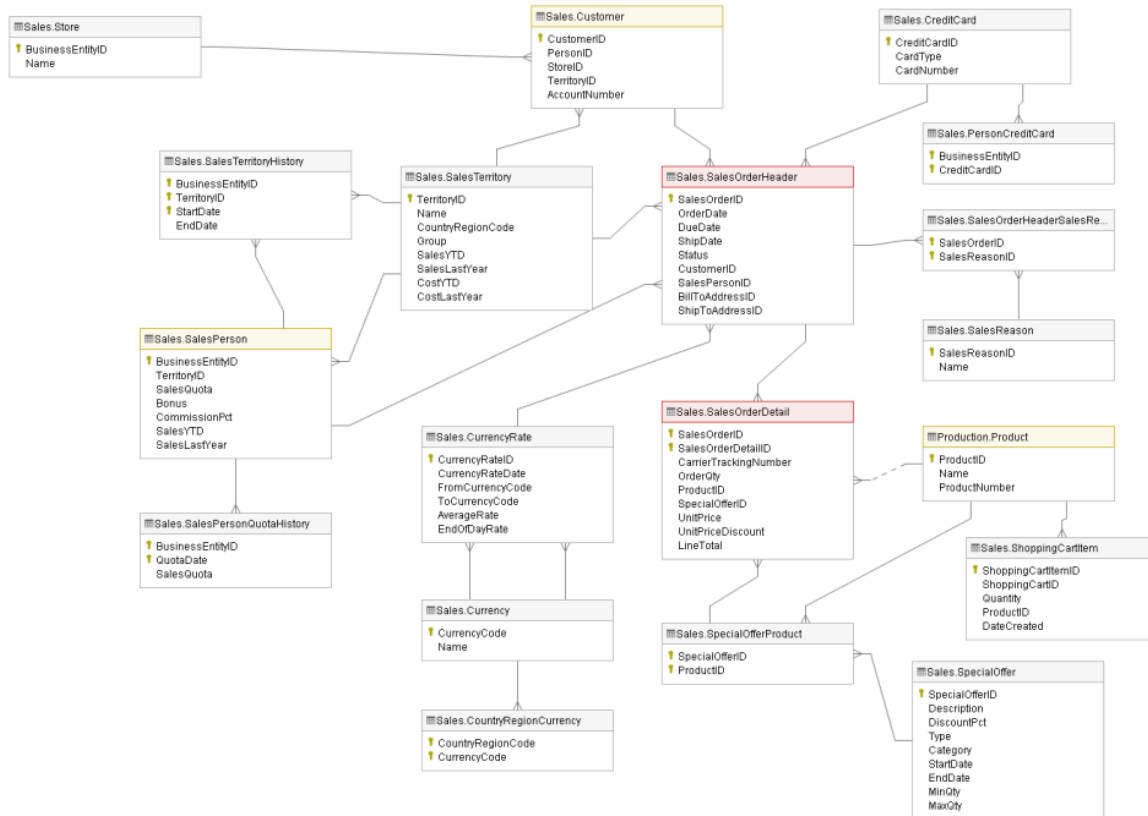 Sales.Store
BusinessEntityID
Name
Sales.Customer
CustomerID
PersonID
StoreID
TerritoryID
AccountNumber
Sales.CreditCard
CreditCardID
CardType
CardNumber
Sales.PersonCreditCard
BusinessEntityID
CreditCardID
Sales.SalesTerritoryHistory
BusinessEntityID
TerritoryID
StartDate
EndDate
Sales.SalesTerritory
TerritoryID
Name
CountryRegionCode
Group
SalesYTD
SalesLastYear
CostYTD
CostLastYear
Sales.SalesOrderHeader
SalesOrderID
OrderDate
DueDate
ShipDate
Status
CustomerID
SalesPersonID
BillToAddressID
ShipToAddressID
Sales.SalesOrderHeaderSalesRe...
SalesOrderID
SalesReasonID
Sales.SalesReason
SalesReasonID
Name
Sales.SalesPerson
BusinessEntityID
TerritoryID
SalesQuota
Bonus
CommissionPct
SalesYTD
SalesLastYear
Sales.CurrencyRate
CurrencyRateID
CurrencyRateDate
FromCurrencyCode
ToCurrencyCode
AverageRate
EndOfDayRate
Sales.SalesOrderDetail
SalesOrderID
SalesOrderDetailID
CarrierTrackingNumber
OrderQty
ProductID
SpecialOfferID
UnitPrice
UnitPriceDiscount
LineTotal
Production.Product
ProductID
Name
ProductNumber
Sales.SalesPersonQuotaHistory
BusinessEntityID
QuotaDate
SalesQuota
Sales.ShoppingCartItem
ShoppingCartItemID
ShoppingCartID
Quantity
ProductID
DateCreated
Sales.Currency
CurrencyCode
Name
Sales.SpecialOfferProduct
SpecialOfferID
ProductID
Sales.SpecialOffer
SpecialOfferID
Description
DiscountPct
Type
Category
StartDate
EndDate
MinQty
MaxQty
Sales.CountryRegionCurrency
CountryRegionCode
CurrencyCode